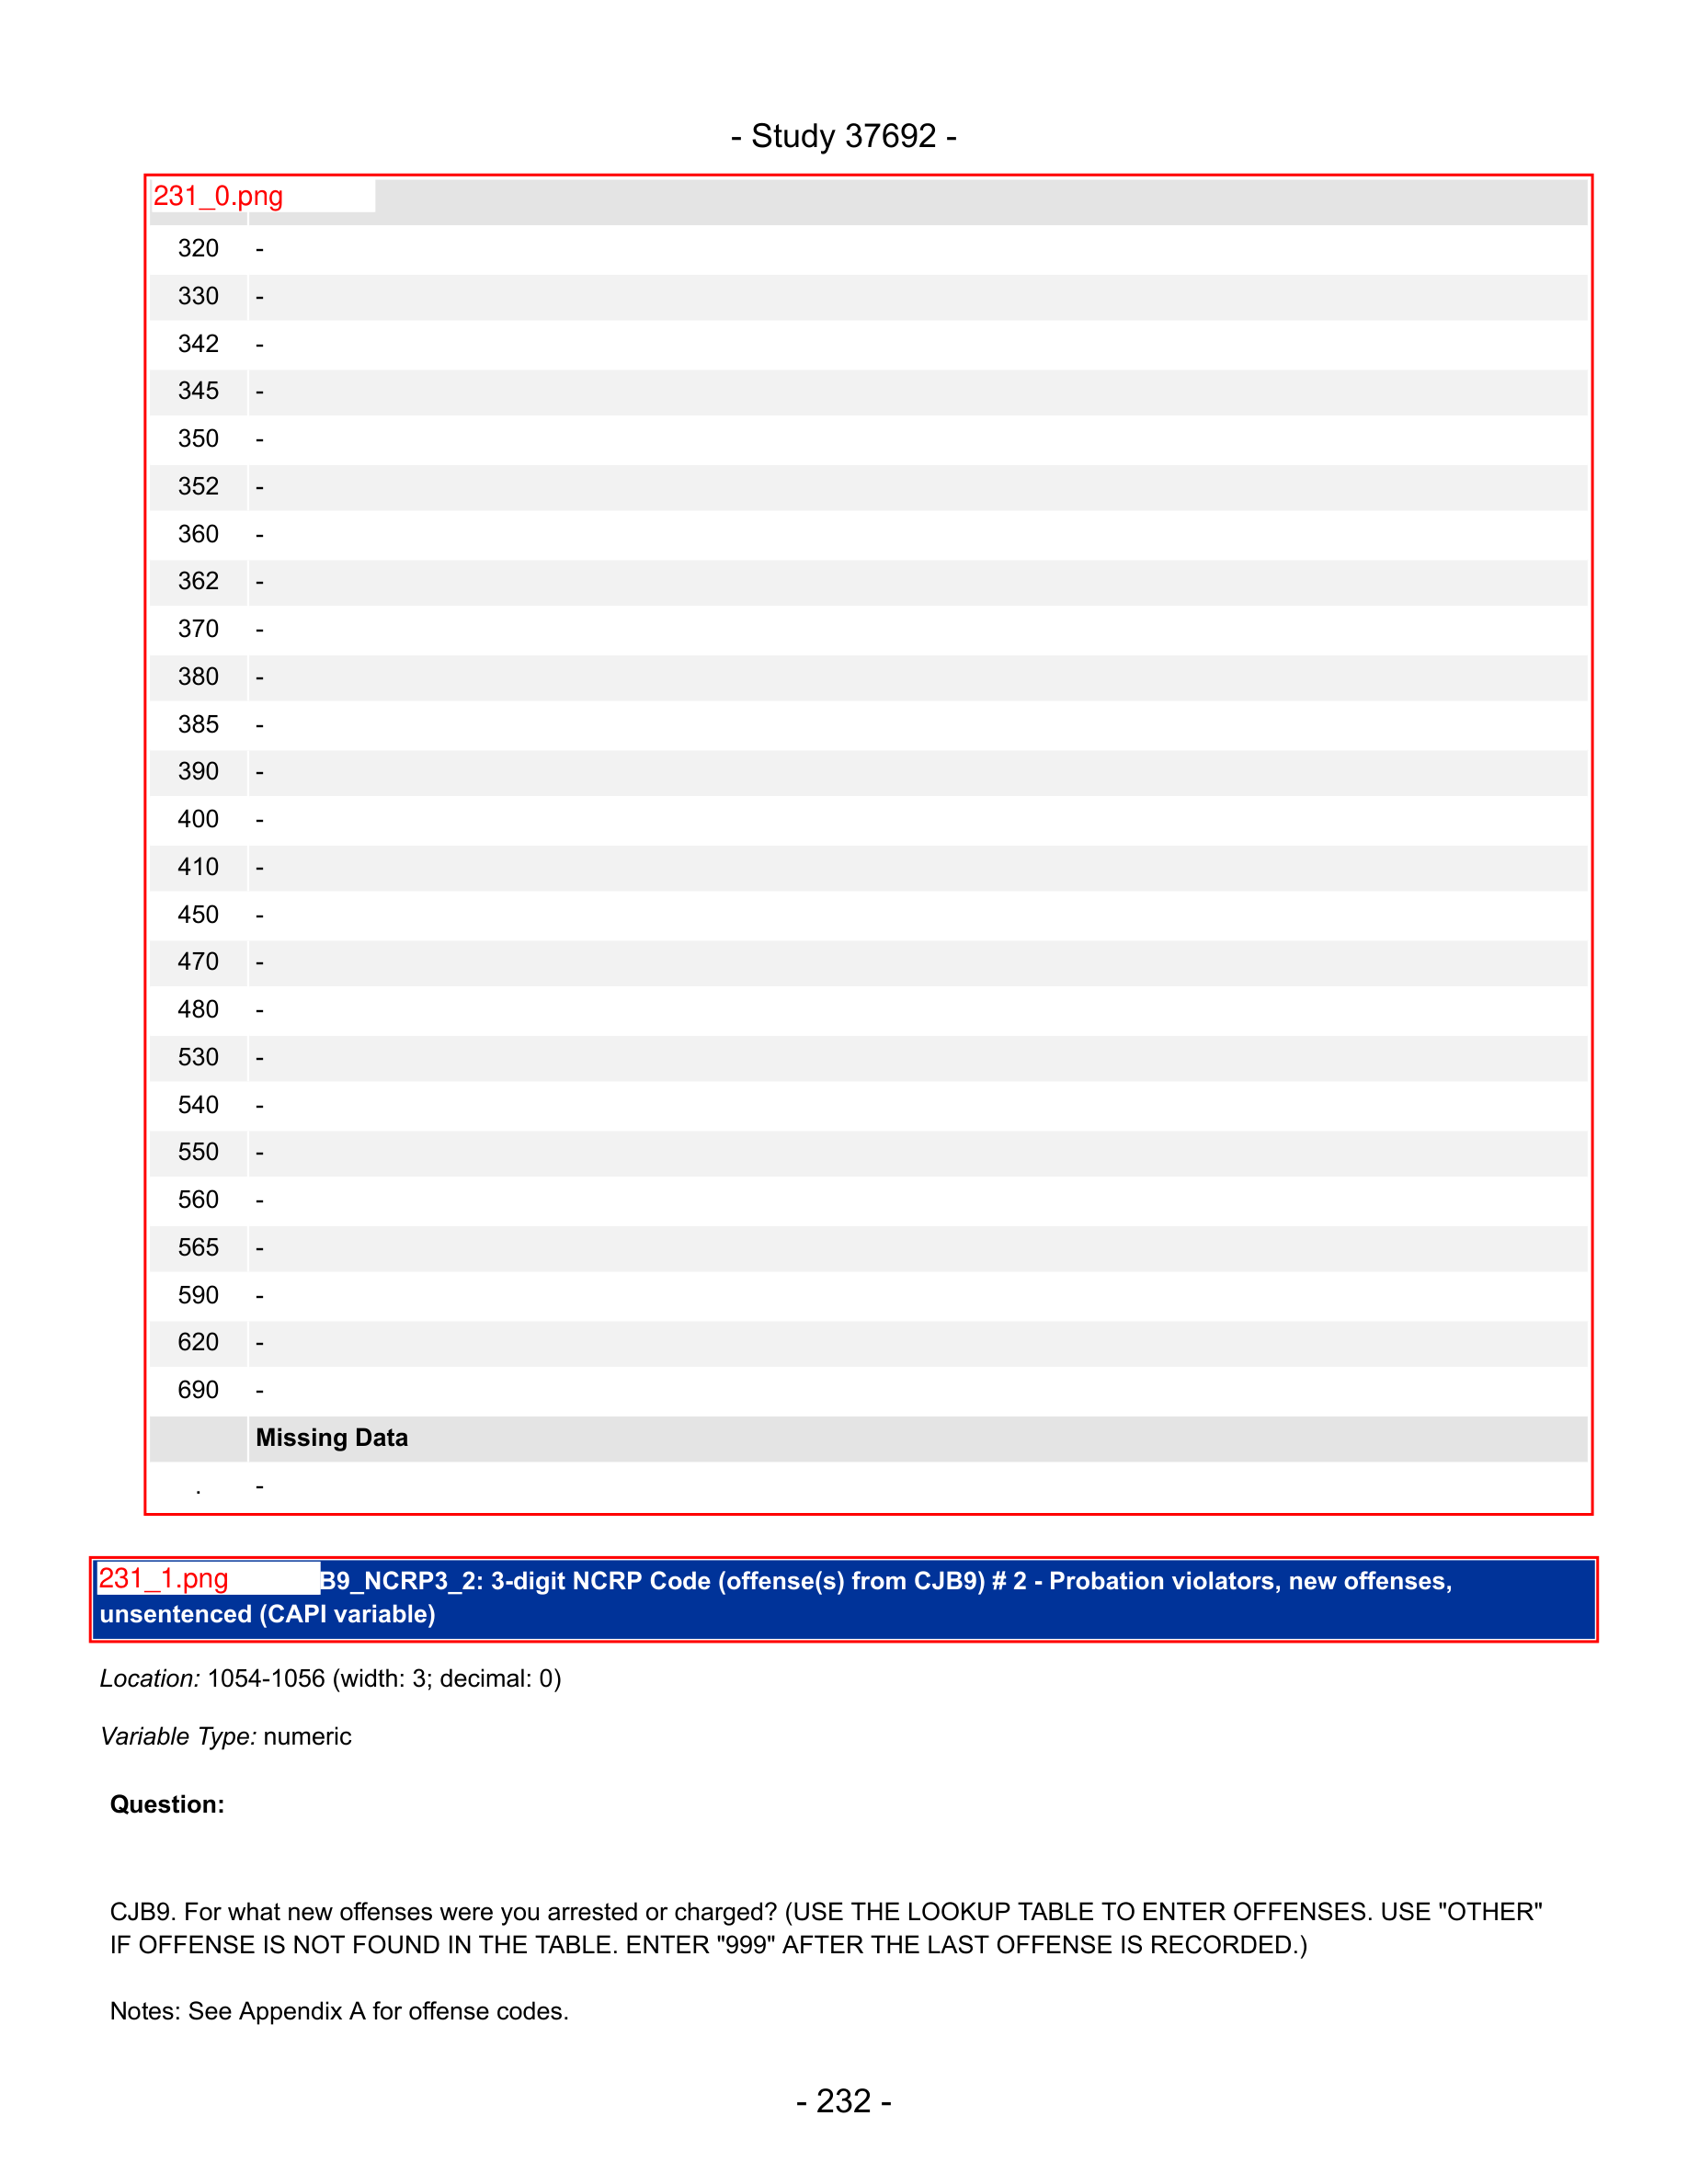 - Study 37692 -
231_0.png
320 -
330 -
342 -
345 -
350 -
352 -
360 -
362 -
370 -
380 -
385 -
390 -
400 -
410 -
450 -
470 -
480 -
530 -
540 -
550 -
560 -
565 -
590 -
620 -
690 -
Missing Data
. -
231_1.png B9_NCRP3_2: 3-digit NCRP Code (offense(s) from CJB9) # 2 - Probation violators, new offenses,
unsentenced (CAPI variable)
Location: 1054-1056 (width: 3; decimal: 0)
Variable Type: numeric
Question:
CJB9. For what new offenses were you arrested or charged? (USE THE LOOKUP TABLE TO ENTER OFFENSES. USE "OTHER"
IF OFFENSE IS NOT FOUND IN THE TABLE. ENTER "999" AFTER THE LAST OFFENSE IS RECORDED.)
Notes: See Appendix A for offense codes.
- 232 -